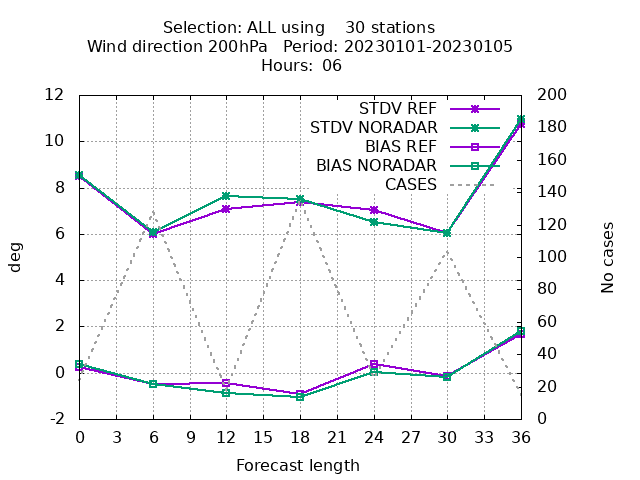 Selection: ALL using 30 stations
Wind direction 200hPa Period: 20230101-20230105
Hours: 06
STDV REF
STDV NORADAR
BIAS REF
BIAS NORADAR
CASES
12
10
8
6
4
2
0
-2
deg
200
180
160
140
120
100
80
60
40
20
0
No cases
0 3 6 9 12 15 18 21 24 27 30 33 36
Forecast length